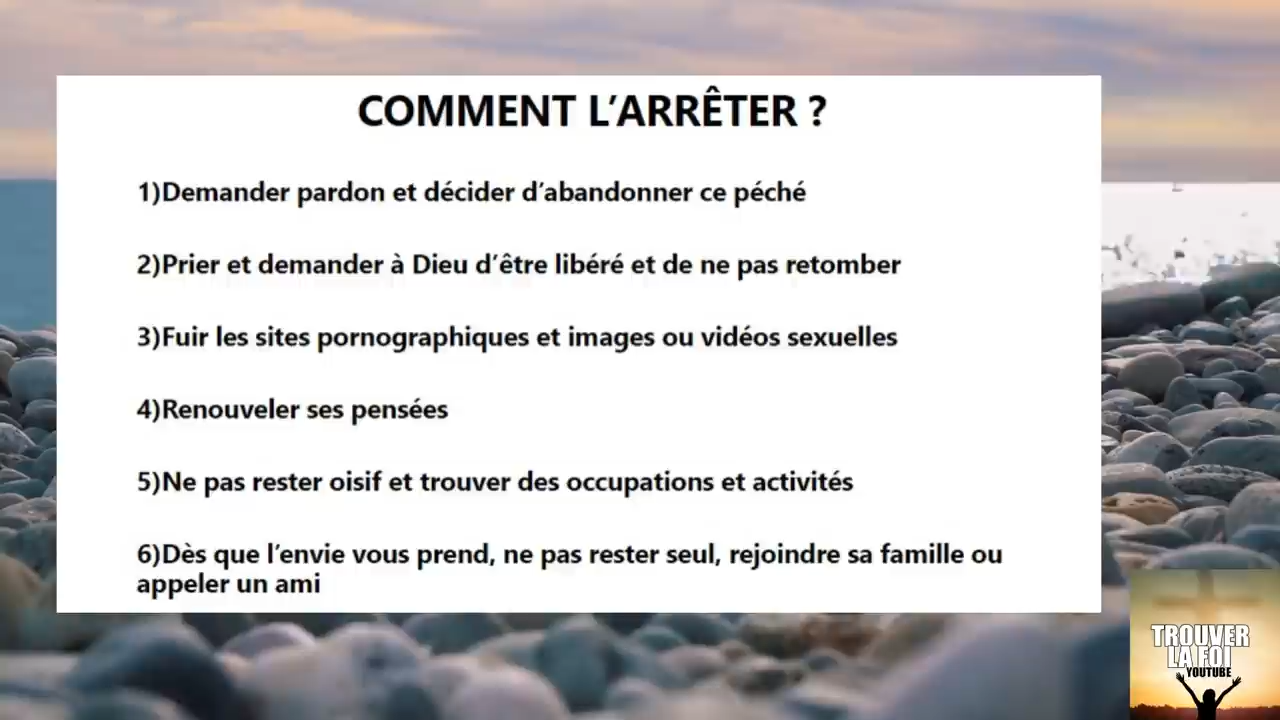 COMMENT L’ARRÊTER ?
1)Demander pardon et décider d’abandonner ce péché
2)Prier et demander à Dieu d’être libéré et de ne pas retomber
3)Fuir les sites pornographiques et images ou vidéos sexuelles
4)Renouveler ses pensées
5)Ne pas rester oisif et trouver des occupations et activités
6)Dès que l’envie vous prend, ne pas rester seul, rejoindre sa famille ou
appeler un ami
TROUVER
LA FOI
YOUTUBE